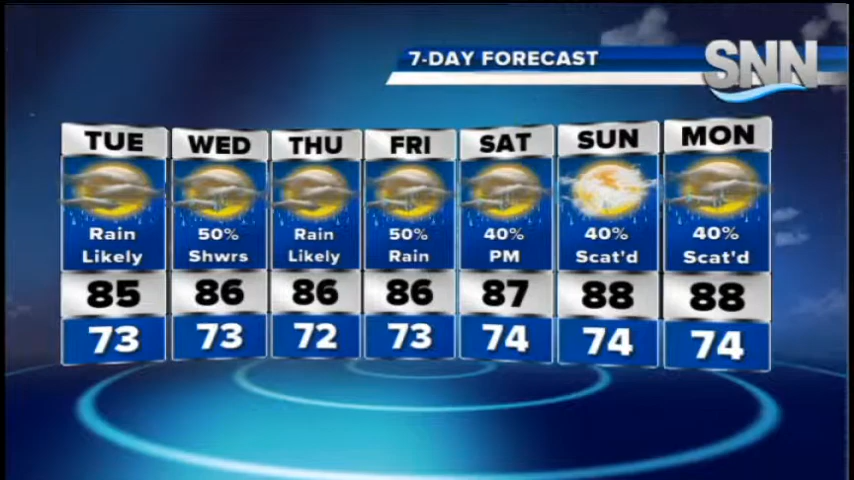 7-DAY FORECAST
SNN
TUE WED THU FRI SAT SUN MON
Rain 50% Rain 50% 40% 40% 40%
Likely Shwrs Likely Rain PM Scat'd Scat'd
85 86 86 86 87 88 88
73 73 72 73 74 74 74